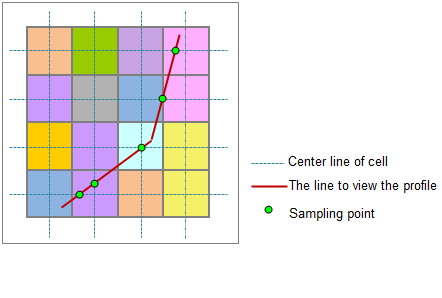 Center line of cell
The line to view the profile
Sampling point